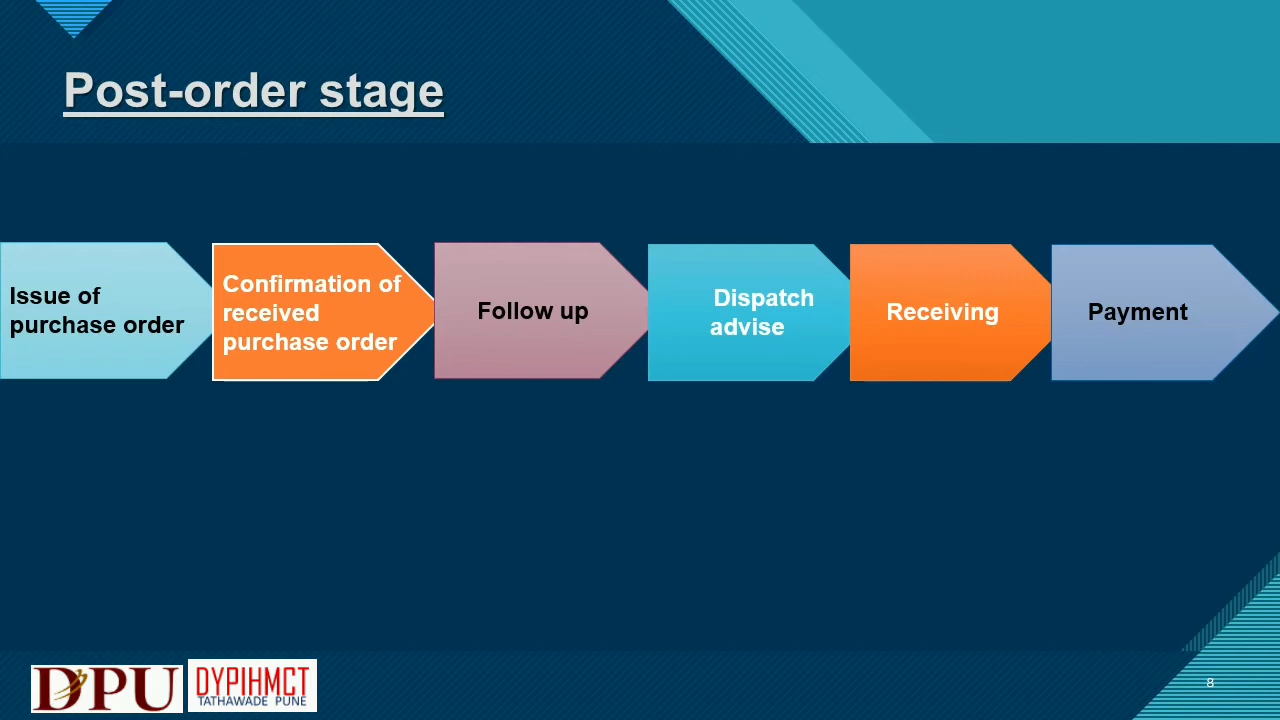 Post-order stage
Issue of
purchase order
Confirmation of
received
purchase order
Follow up
Dispatch
advise
Receiving
Payment
DPU
DYPIHMCT
TATHAWADE PUNE
8